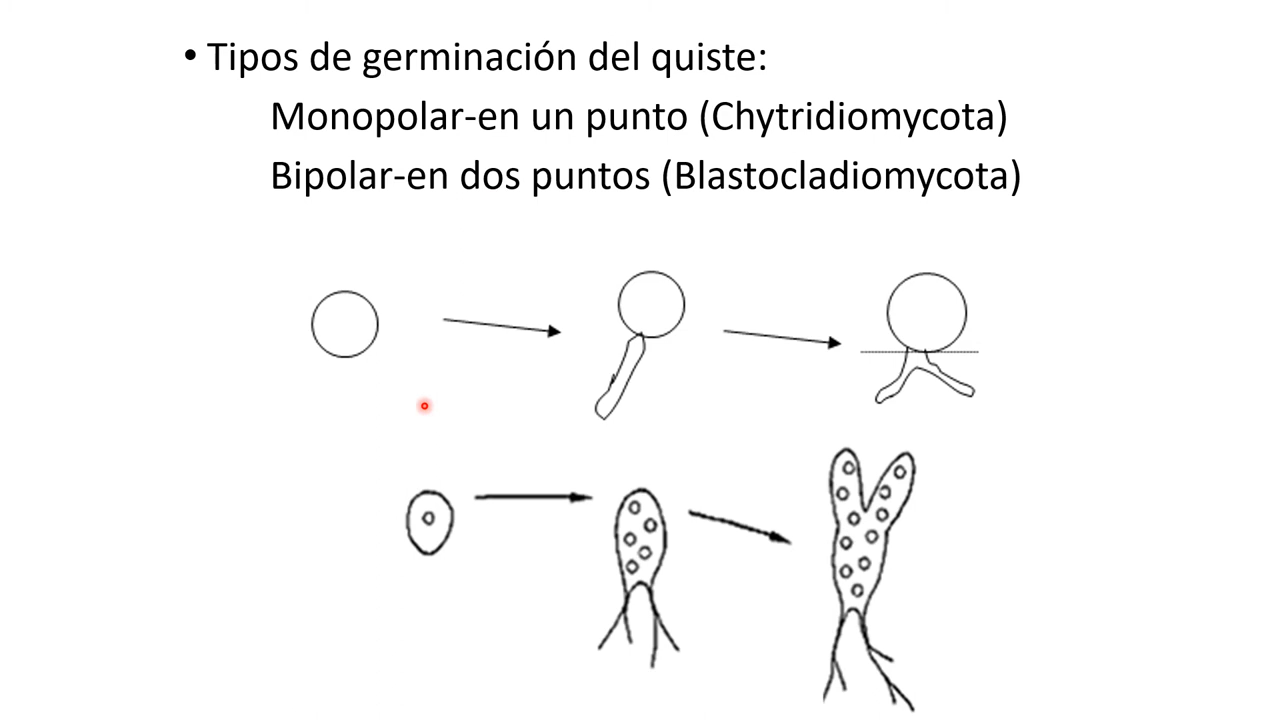 • Tipos de germinación del quiste:
Monopolar-en un punto (Chytridiomycota)
Bipolar-en dos puntos (Blastocladiomycota)